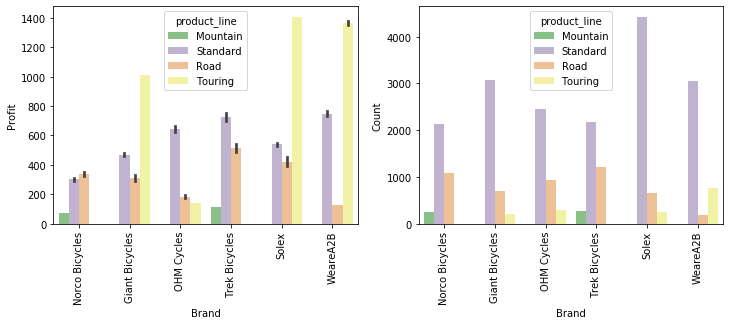 product_line
Mountain
Standard
Road
Touring
1400
1200
1000
800
600
400
200
0
Profit
Norco Bicycles
Giant Bicycles
OHM Cycles
Trek Bicycles
Solex
WeareA2B
Brand
product_line
Mountain
Standard
Road
Touring
4000
3000
2000
1000
0
Count
Norco Bicycles
Giant Bicycles
OHM Cycles
Trek Bicycles
Solex
WeareA2B
Brand